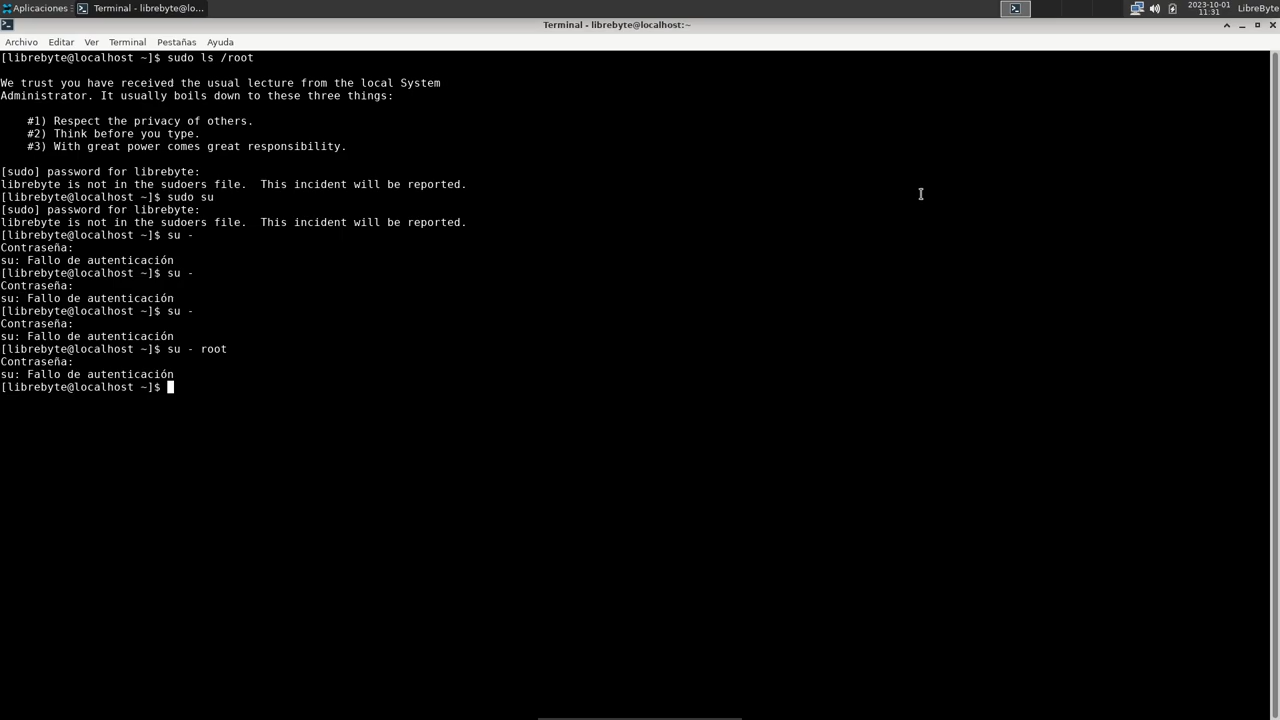 Aplicaciones
Terminal - librebyte@lo...
2023-10-01
11:31
LibreByte
Terminal - librebyte@localhost:~
Archivo Editar Ver Terminal Pestañas Ayuda
[librebyte@localhost ~]$ sudo ls /root
We trust you have received the usual lecture from the local System
Administrator. It usually boils down to these three things:
#1) Respect the privacy of others.
#2) Think before you type.
#3) With great power comes great responsibility.
[sudo] password for librebyte:
librebyte is not in the sudoers file.  This incident will be reported.
[librebyte@localhost ~]$ sudo su
[sudo] password for librebyte:
librebyte is not in the sudoers file.  This incident will be reported.
[librebyte@localhost ~]$ su -
Contraseña:
su: Fallo de autenticación
[librebyte@localhost ~]$ su -
Contraseña:
su: Fallo de autenticación
[librebyte@localhost ~]$ su -
Contraseña:
su: Fallo de autenticación
[librebyte@localhost ~]$ su - root
Contraseña:
su: Fallo de autenticación
[librebyte@localhost ~]$